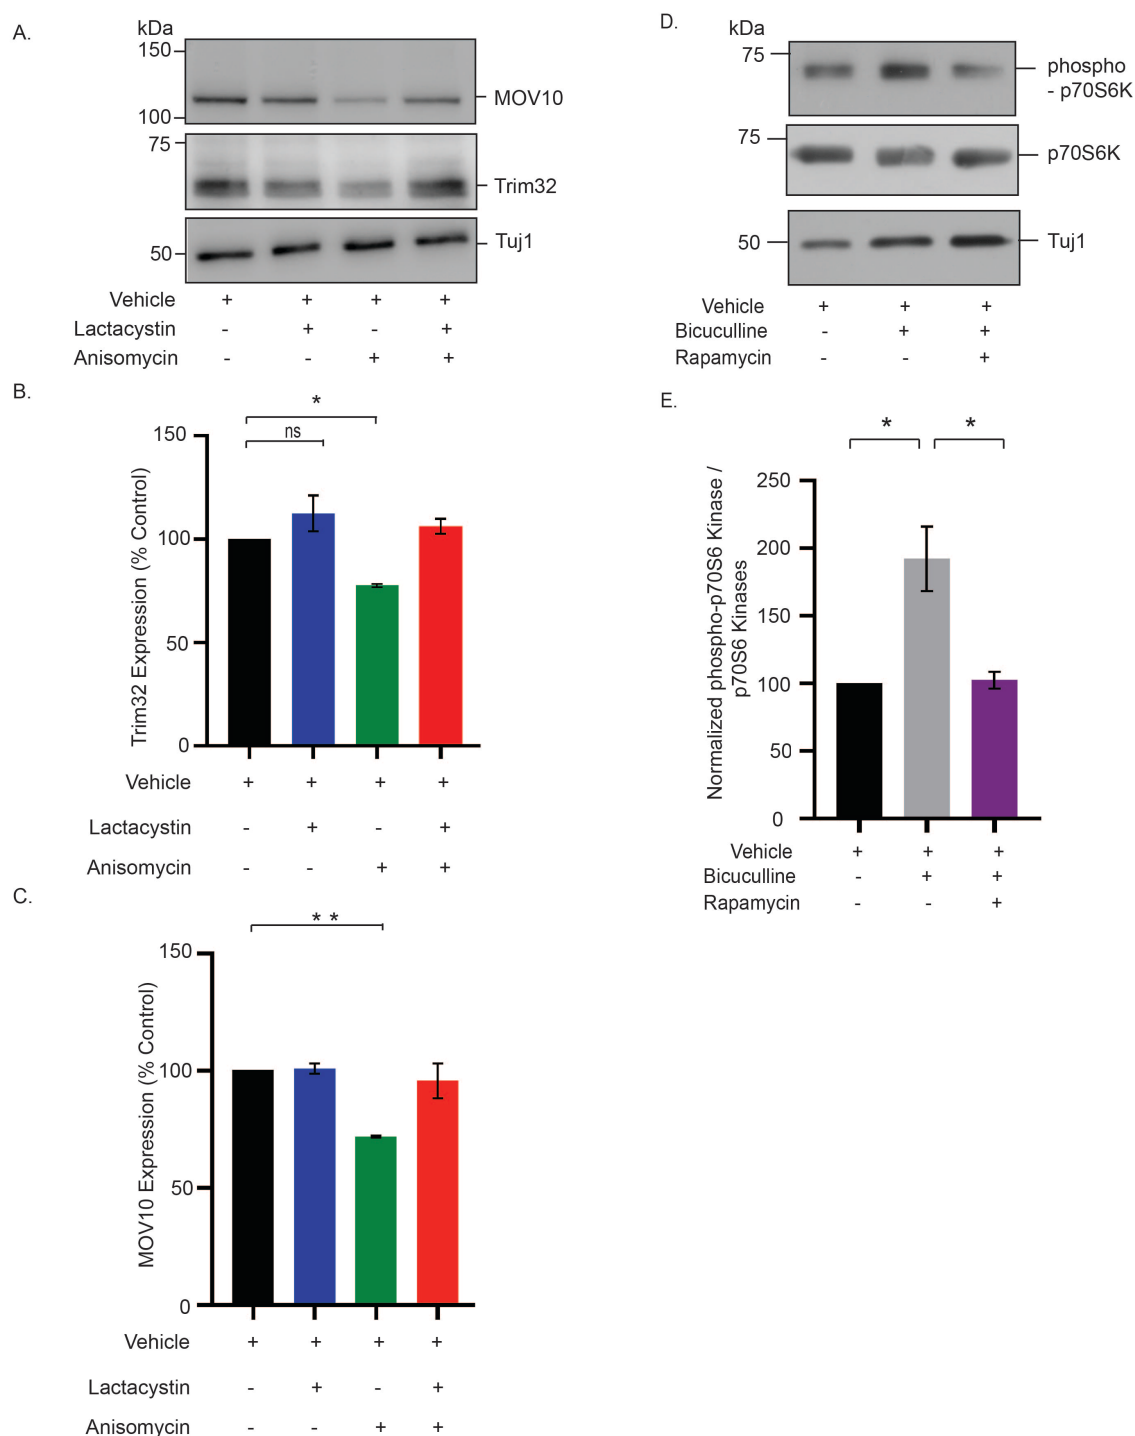 A.
kDa
150
MOV10
100
75
Trim32
50
Tuj1
Vehicle + + + +
Lactacystin - + - +
Anisomycin - - + +
B.
*
ns
150
100
50
0
Trim32 Expression (% Control)
Vehicle + + + +
Lactacystin - + - +
Anisomycin - - + +
C.
* *
150
100
50
0
MOV10 Expression (% Control)
Vehicle + + + +
Lactacystin - + - +
Anisomycin - - + +
D.
kDa
75
phospho
- p70S6K
75
p70S6K
50
Tuj1
Vehicle + + +
Bicuculline - + +
Rapamycin - - +
E.
* *
250
200
150
100
50
0
Normalized phospho-p70S6 Kinase /
p70S6 Kinases
Vehicle + + +
Bicuculline - + +
Rapamycin - - +